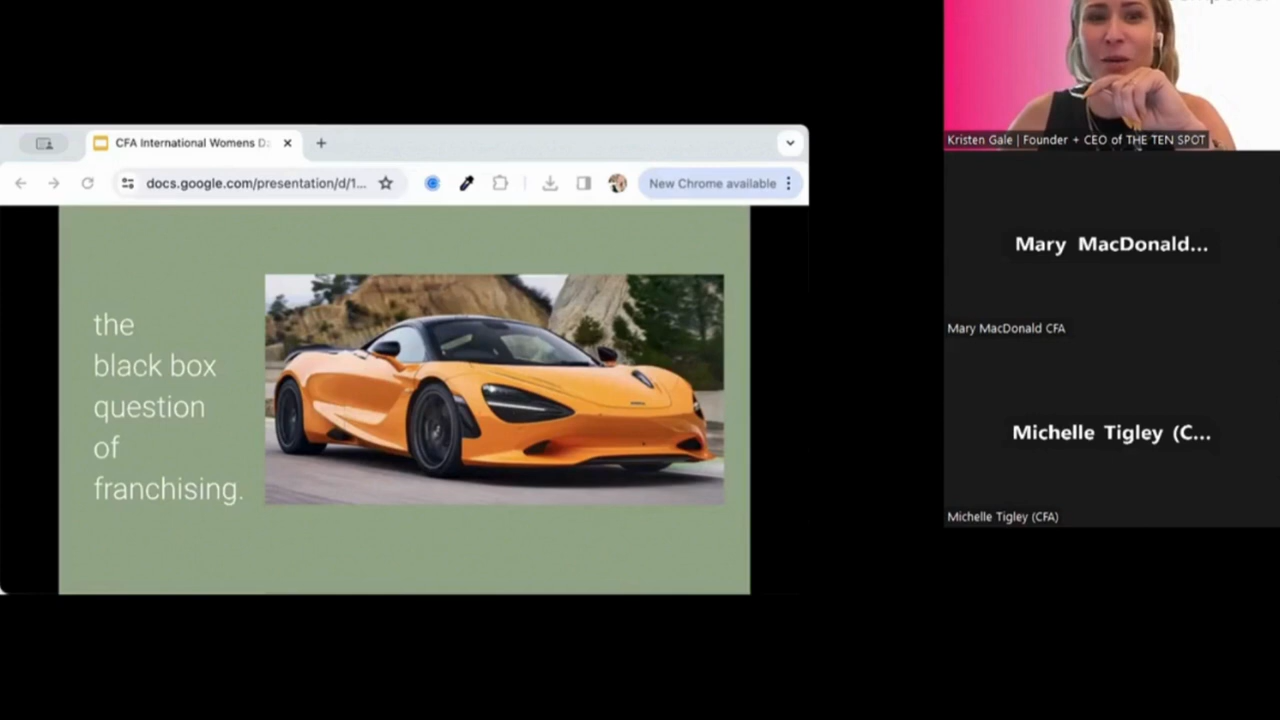 CFA International Womens Da
docs.google.com/presentation/d/1...
New Chrome available
the
black box
question
of
franchising.
Kristen Gale | Founder + CEO of THE TEN SPOT
Mary MacDonald...
Mary MacDonald CFA
Michelle Tigley (C...
Michelle Tigley (CFA)